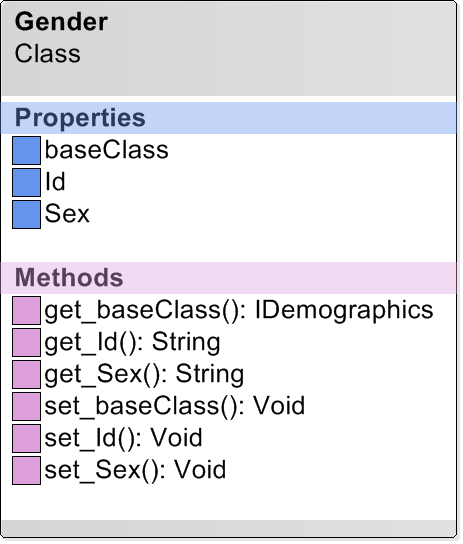 Gender
Class
Properties
baseClass
Id
Sex
Methods
get_baseClass(): IDemographics
get_Id(): String
get_Sex(): String
set_baseClass(): Void
set_Id(): Void
set_Sex(): Void